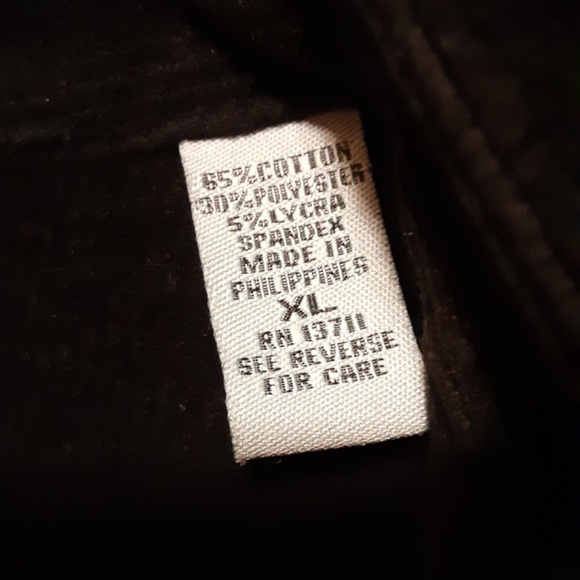 65%COTTON
30%POLYESTER
5%LYCRA
SPANDEX
MADE IN
PHILIPPINES
XL
RN 13711
SEE REVERSE
FOR CARE